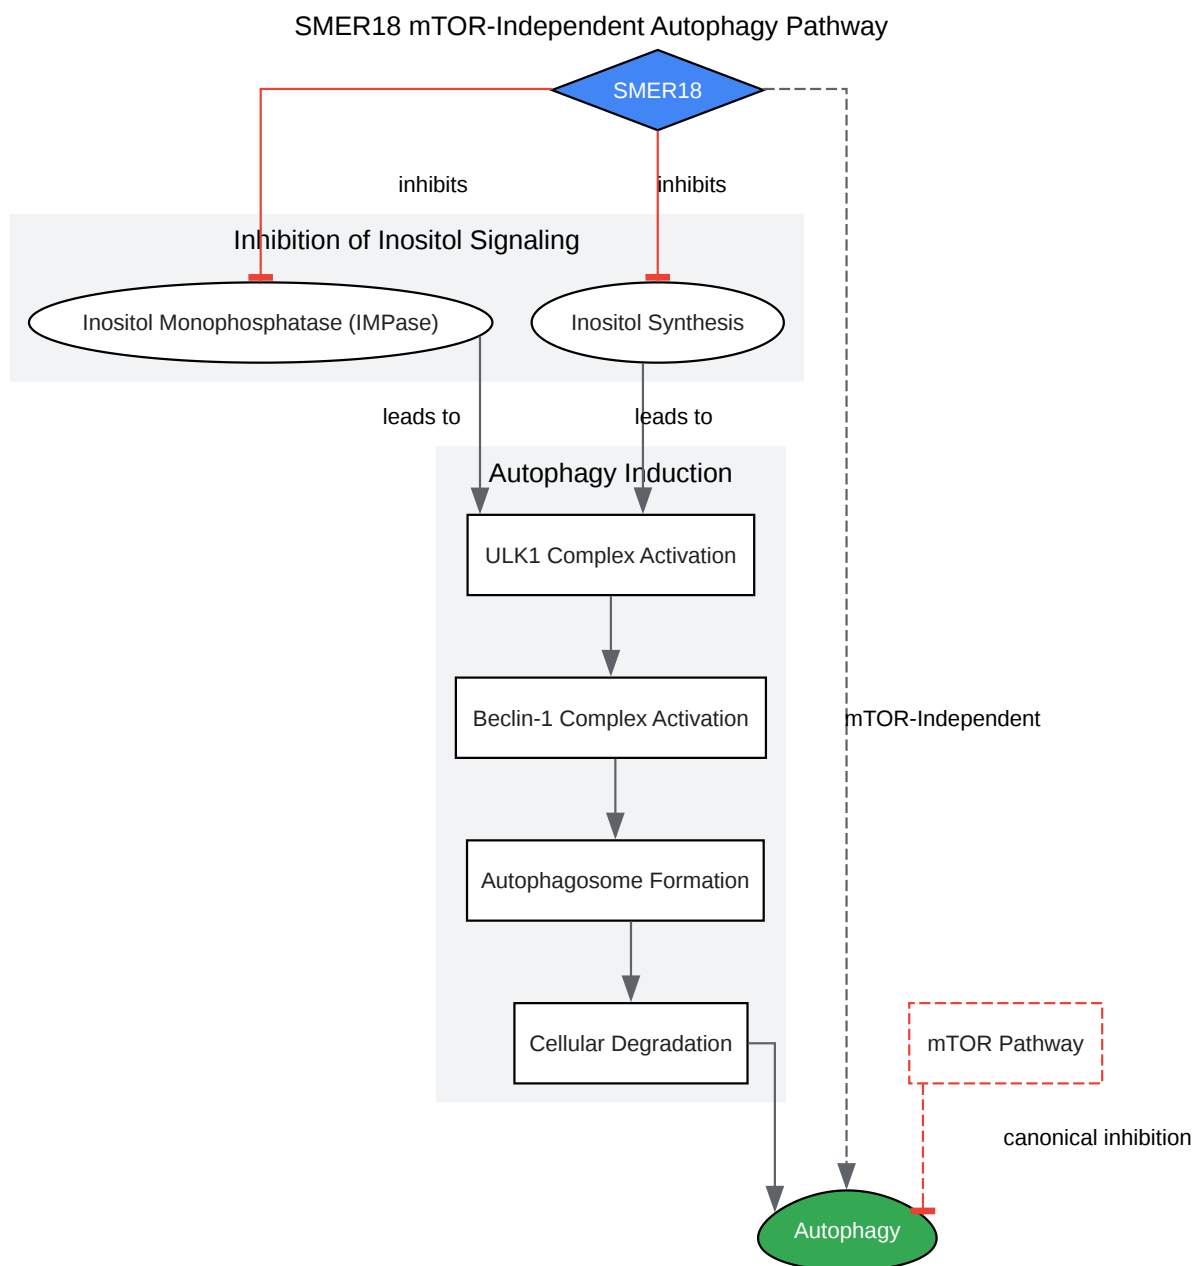 SMER18 mTOR-Independent Autophagy Pathway
SMER18
inhibits
inhibits
Inhibition of Inositol Signaling
Inositol Monophosphatase (IMPase)
Inositol Synthesis
leads to
leads to
Autophagy Induction
ULK1 Complex Activation
Beclin-1 Complex Activation
mTOR-Independent
Autophagosome Formation
Cellular Degradation
mTOR Pathway
canonical inhibition
Autophagy